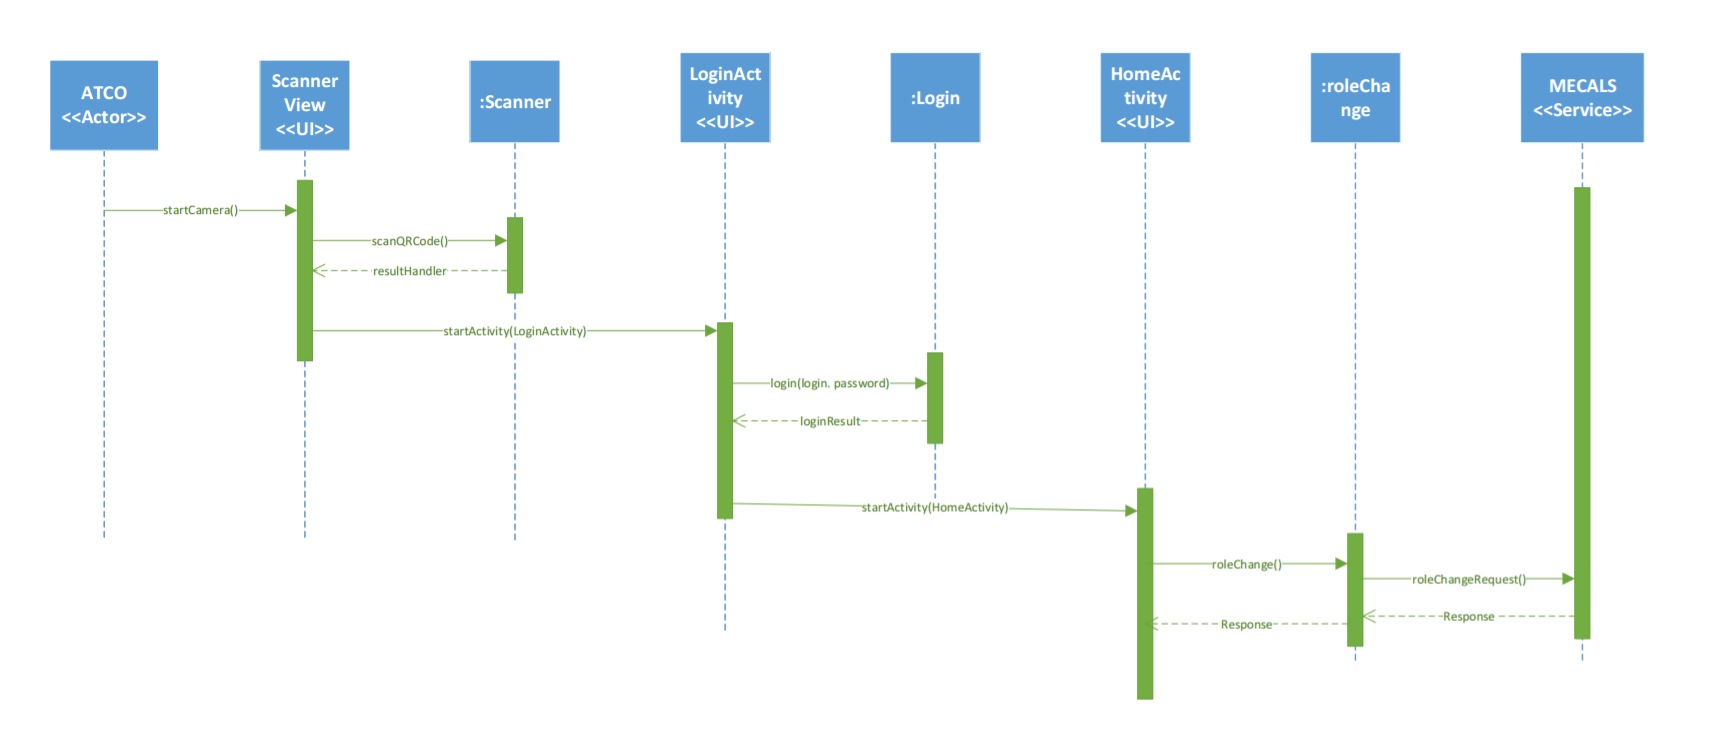 ATCO
<<Actor>>
Scanner
View
<<UI>>
:Scanner
LoginAct
ivity
<<UI>>
:Login
HomeAc
tivity
<<UI>>
:roleCha
nge
MECALS
<<Service>>
startCamera()
scanQRCode()
resultHandler
startActivity(LoginActivity)
login(login. password)
loginResult
startActivity(HomeActivity)
roleChange()
roleChangeRequest()
Response
Response